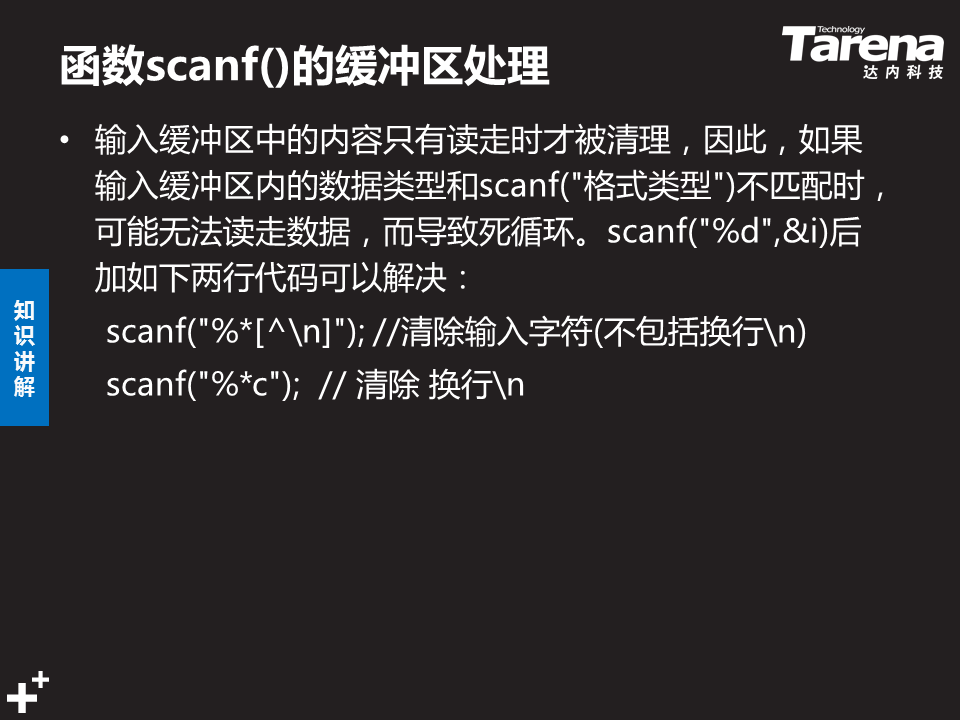 函数scanf()的缓冲区处理
Technology
Tarena
达内科技
• 输入缓冲区中的内容只有读走时才被清理，因此，如果
输入缓冲区内的数据类型和scanf("格式类型")不匹配时，
可能无法读走数据，而导致死循环。scanf("%d",&i)后
加如下两行代码可以解决：
scanf("%*[^\n]"); //清除输入字符(不包括换行\n)
scanf("%*c");  // 清除 换行\n
知识讲解